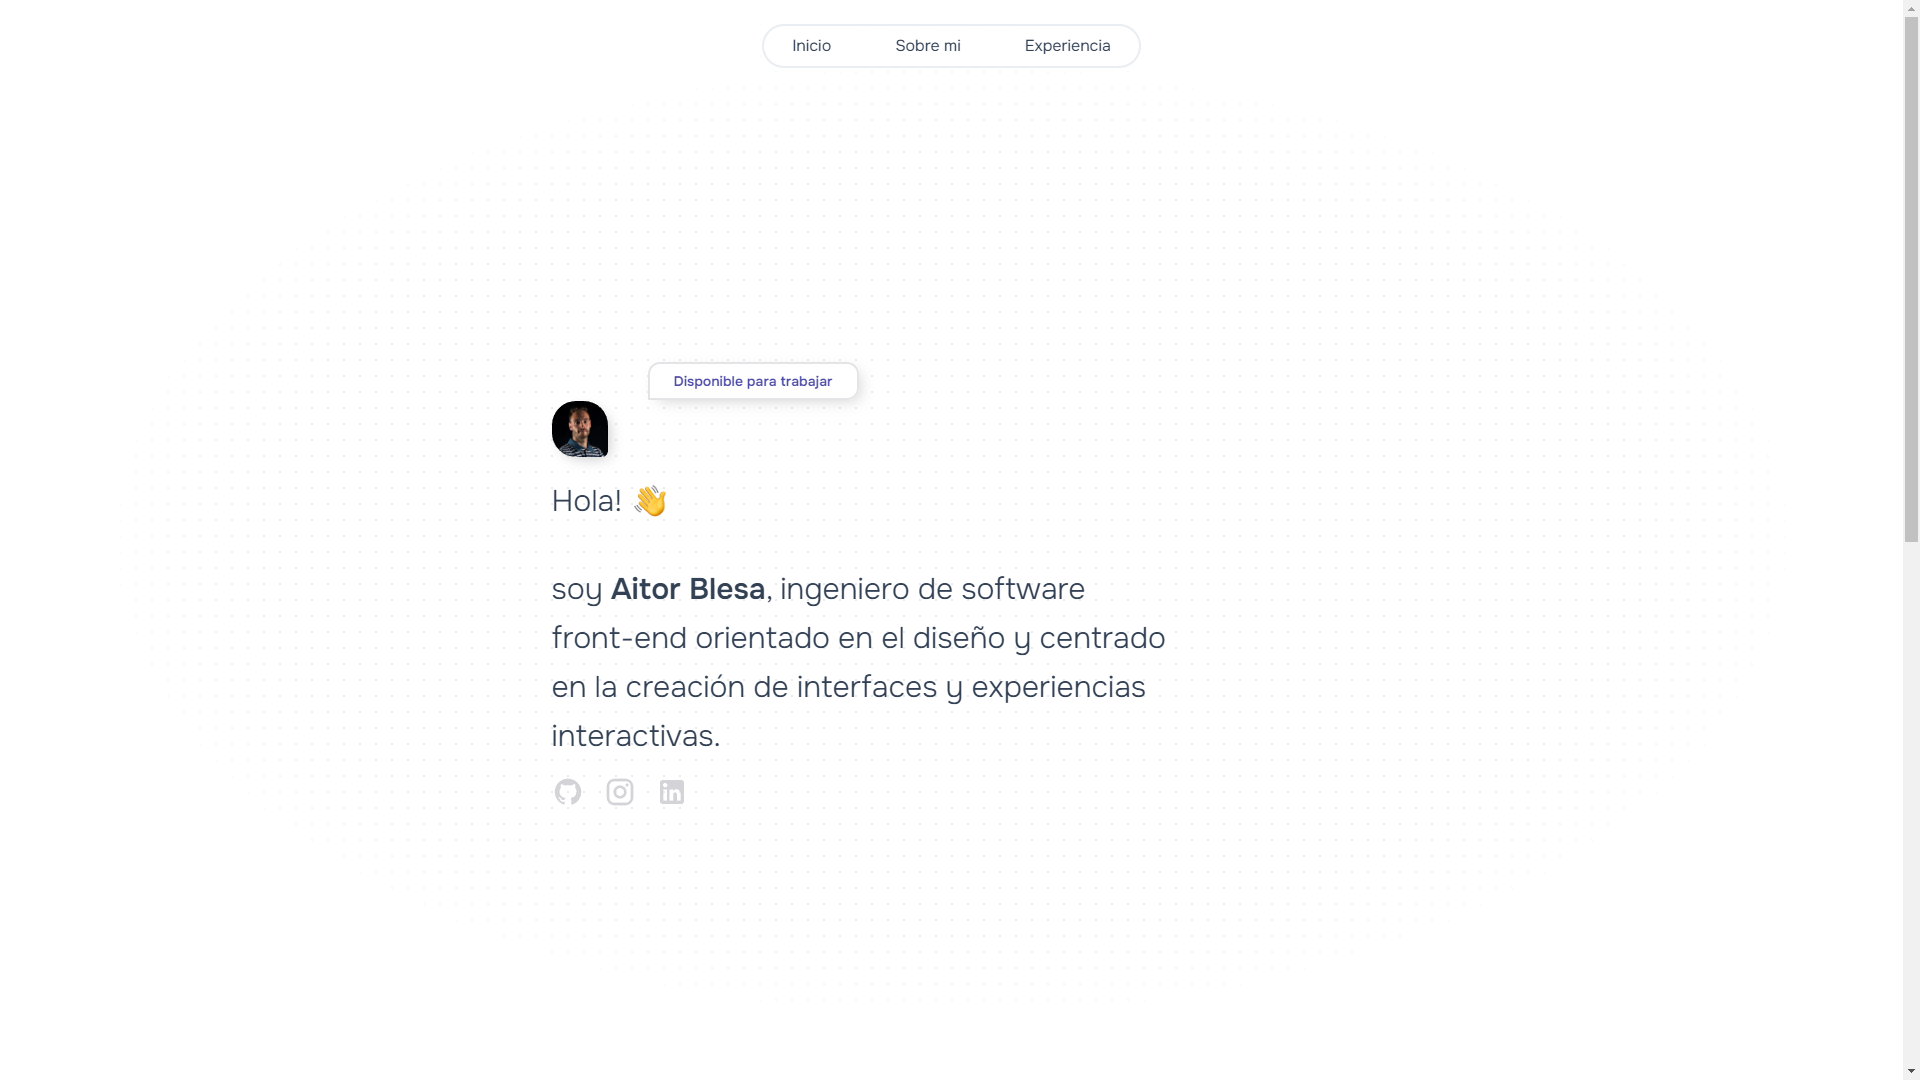 Inicio
Sobre mi
Experiencia
Disponible para trabajar
Hola! 👋
soy Aitor Blesa, ingeniero de software
front-end orientado en el diseño y centrado
en la creación de interfaces y experiencias
interactivas.